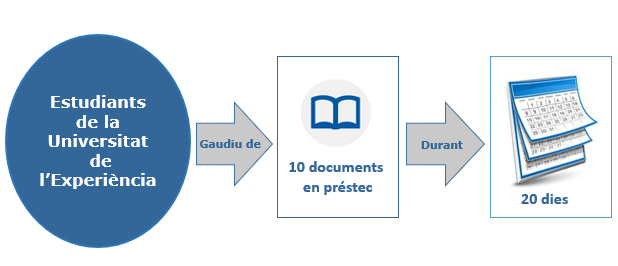 Estudiants
de la
Universitat
de
l’Experiència
Gaudiu de
10 documents
en préstec
Durant
20 dies